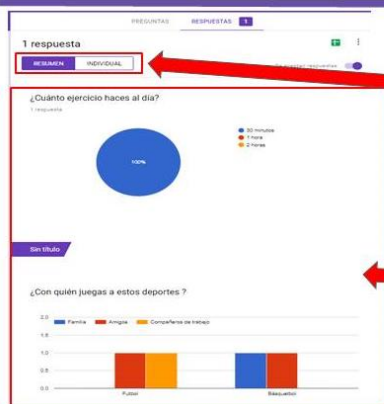 PREGUNTAS RESPUESTAS 1
1 respuesta
RESUMEN INDIVIDUAL
respuestas
¿Cuánto ejercicio haces al día?
1 respuesta
30 minutos
1 hora
2 horas
100%
Sin título
¿Con quién juegas a estos deportes ?
2.0
Familia Amigos Compañeros de trabajo
1.5
1.0
0.5
0.0
Futbol Básquetbol